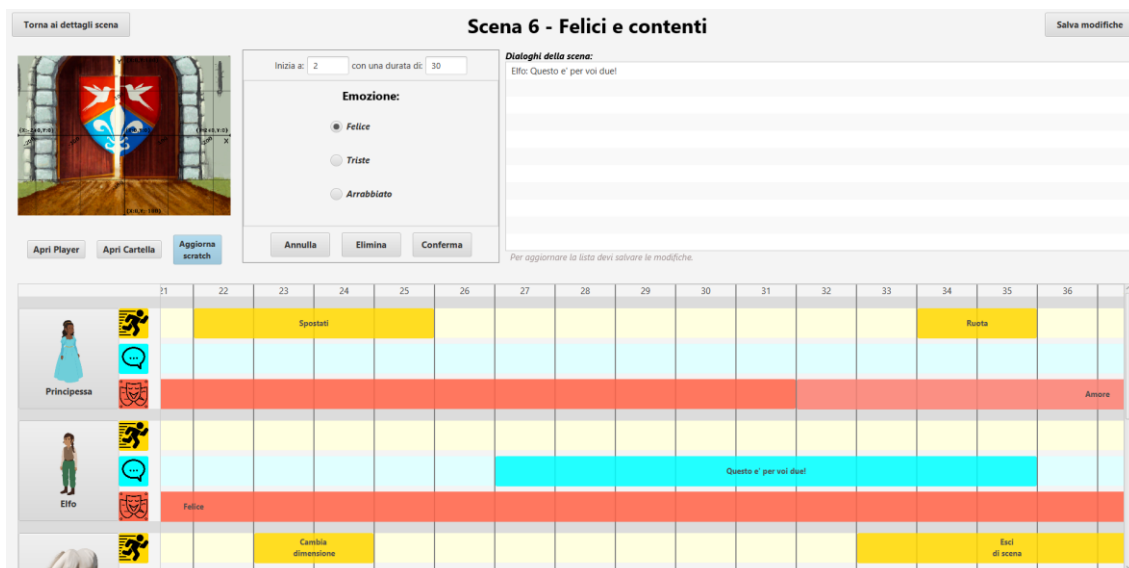 Torna ai dettagli scena
Scena 6 - Felici e contenti
Salva modifiche
Inizia a: 2 con una durata di: 30
Emozione:
Felice
Triste
Arrabbiato
Annulla Elimina Conferma
Dialoghi della scena:
Elfo: Questo e' per voi due!
Per aggiornare la lista devi salvare le modifiche.
Y
X
Apri Player Apri Cartella Aggiorna
scratch
21 22 23 24 25 26 27 28 29 30 31 32 33 34 35 36
Spostati Ruota
Principessa
Amore
Questo e' per voi due!
Elfo
Felice
Cambia
dimensione
Esci
di scena